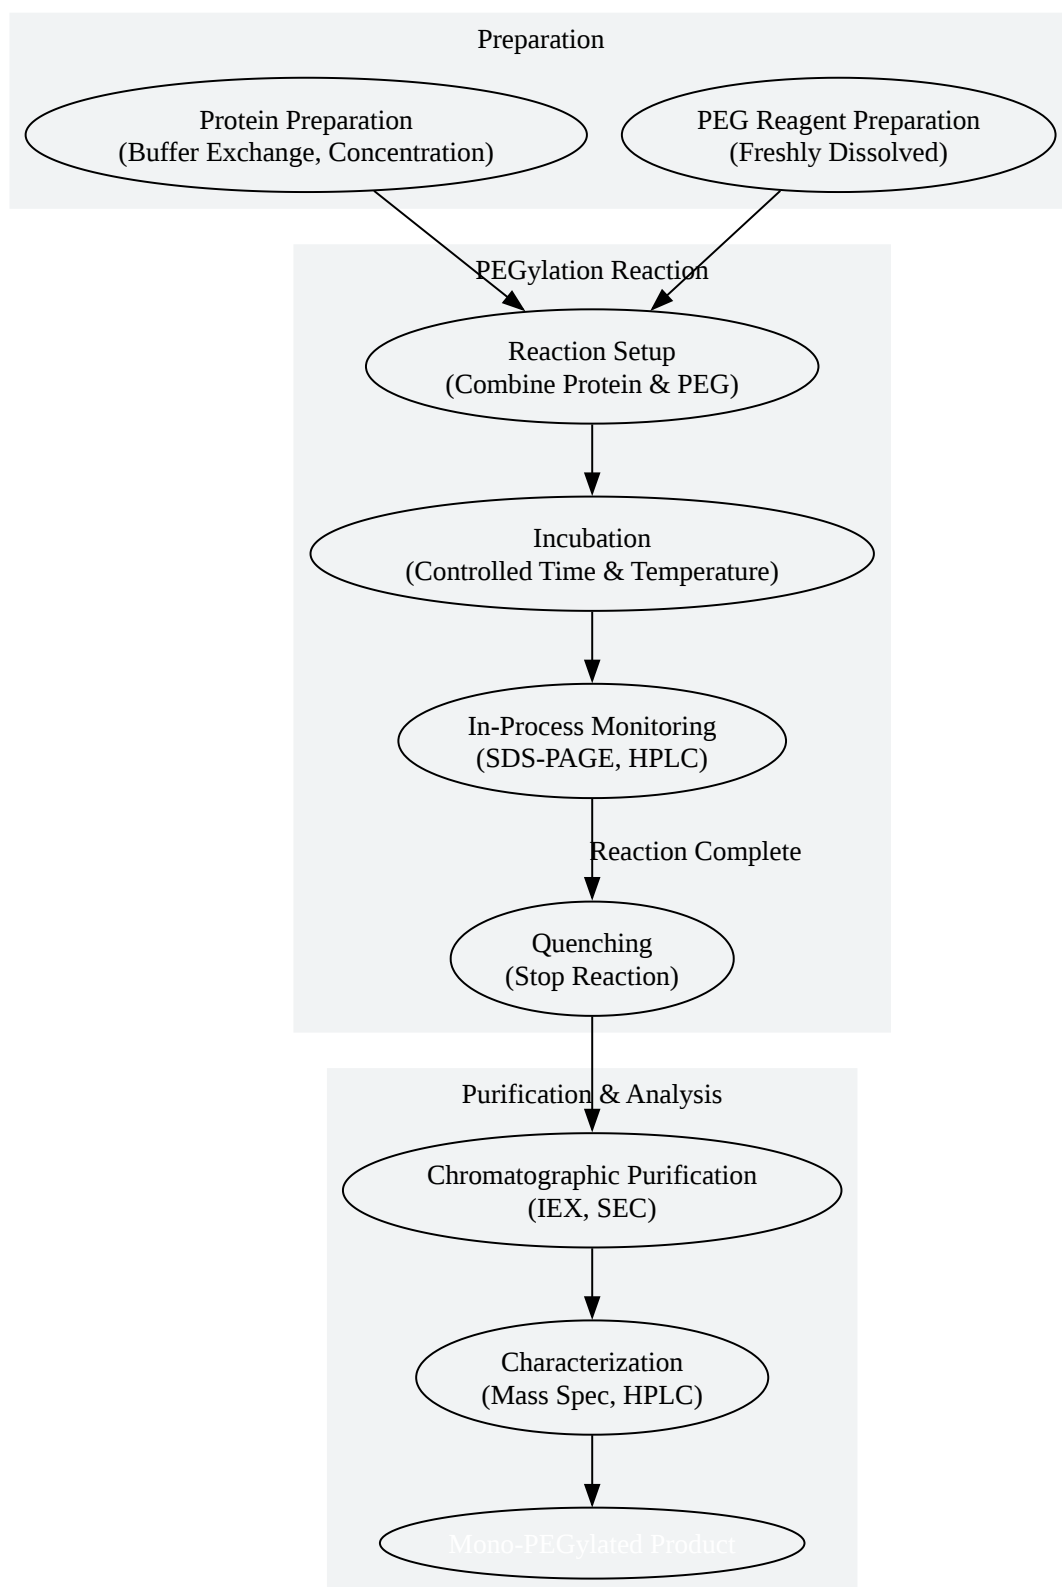 Preparation
Protein Preparation
(Buffer Exchange, Concentration)
PEG Reagent Preparation
(Freshly Dissolved)
PEGylation Reaction
Reaction Setup
(Combine Protein & PEG)
Incubation
(Controlled Time & Temperature)
In-Process Monitoring
(SDS-PAGE, HPLC)
Reaction Complete
Quenching
(Stop Reaction)
Purification & Analysis
Chromatographic Purification
(IEX, SEC)
Characterization
(Mass Spec, HPLC)
Mono-PEGylated Product